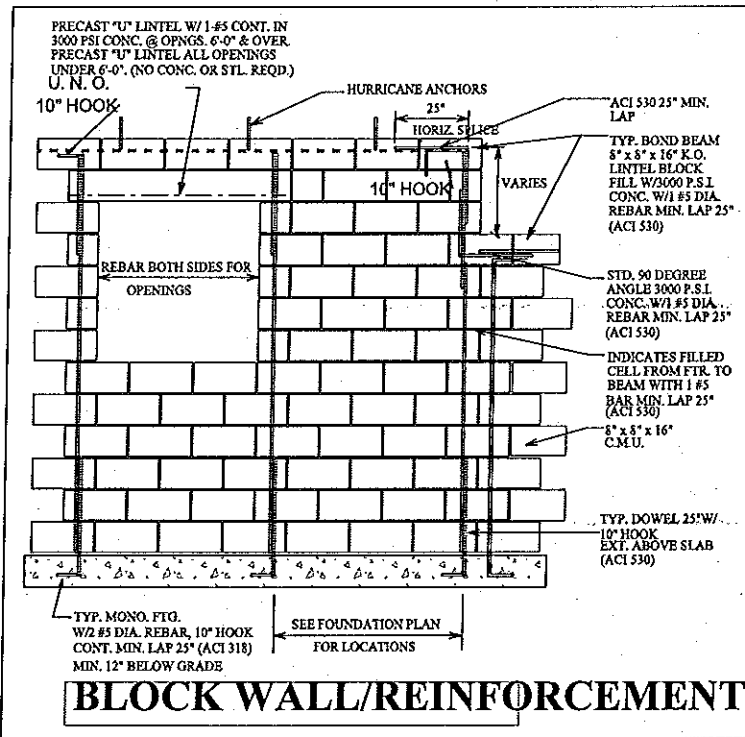 PRECAST "U" LINTEL W/ 1-#5 CONT. IN
3000 PSI CONC. @ OPNGS. 6'-0" & OVER
PRECAST "U" LINTEL ALL OPENINGS
UNDER 6'-0". (NO CONC. OR STL. REQD.)
U. N. O.
10" HOOK
HURRICANE ANCHORS
25"
HORIZ. SPLICE
10" HOOK
VARIES
ACI 530 25" MIN.
LAP
TYP. BOND BEAM
8" x 8" x 16" K.O.
LINTEL BLOCK
FILL W/3000 P.S.I.
CONC. W/1 #5 DIA.
REBAR MIN. LAP 25"
(ACI 530)
REBAR BOTH SIDES FOR
OPENINGS
STD. 90 DEGREE
ANGLE 3000 P.S.I.
CONC. W/1 #5 DIA.
REBAR MIN. LAP 25"
(ACI 530)
INDICATES FILLED
CELL FROM FTR. TO
BEAM WITH 1 #5
BAR MIN. LAP 25"
(ACI 530)
8" x 8" x 16"
C.M.U.
TYP. DOWEL 25" W/
10" HOOK
EXT. ABOVE SLAB
(ACI 530)
TYP. MONO. FTG.
W/2 #5 DIA. REBAR, 10" HOOK
CONT. MIN. LAP 25" (ACI 318)
MIN. 12" BELOW GRADE
SEE FOUNDATION PLAN
FOR LOCATIONS
BLOCK WALL/REINFORCEMENT